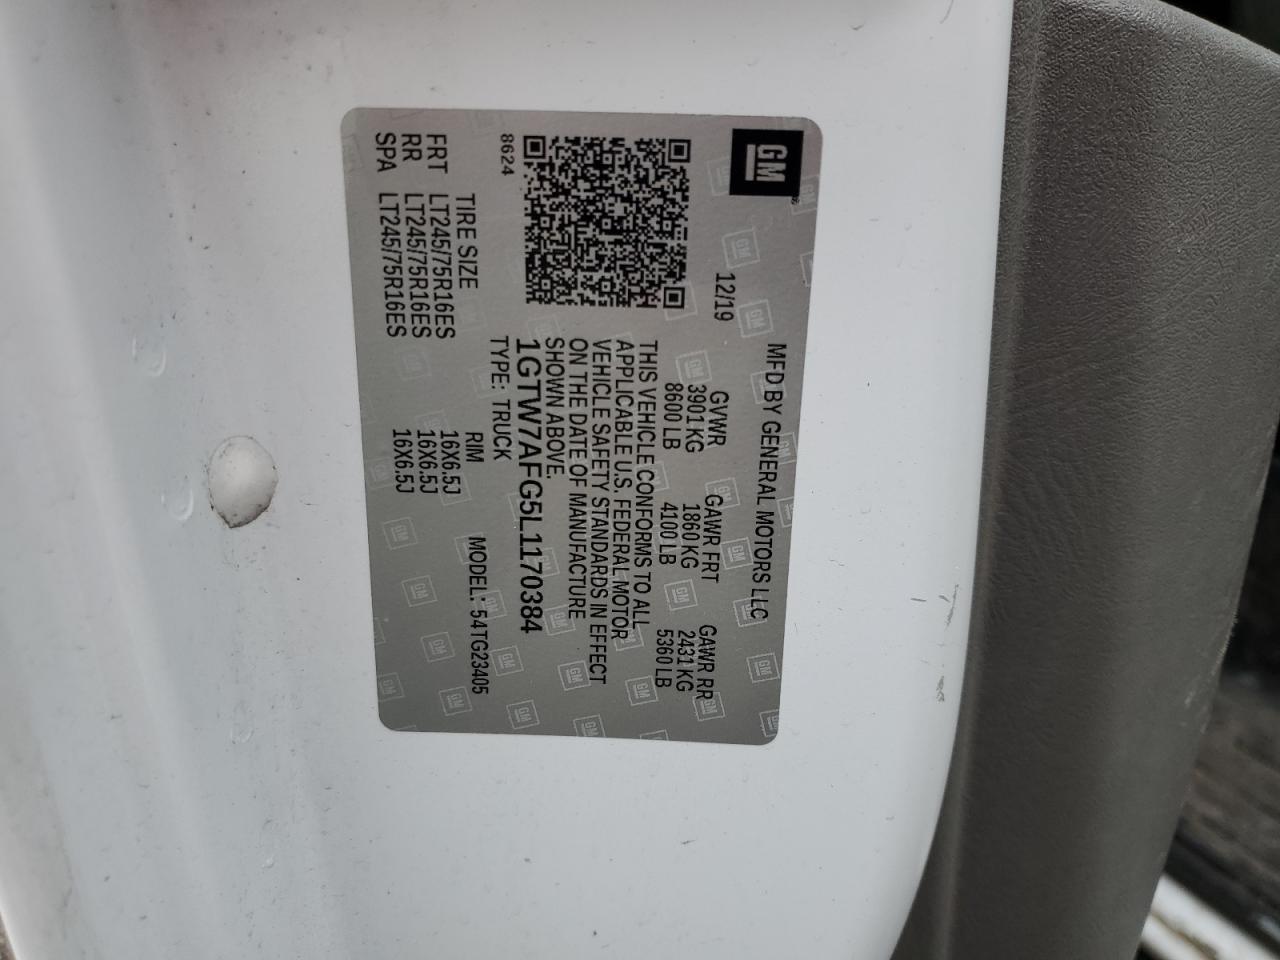 GM
MFD BY GENERAL MOTORS LLC
12/19
GVWR GAWR FRT GAWR RR
3901 KG 1860 KG 2431 KG
8600 LB 4100 LB 5360 LB
THIS VEHICLE CONFORMS TO ALL
APPLICABLE U.S. FEDERAL MOTOR
VEHICLE SAFETY STANDARDS IN EFFECT
ON THE DATE OF MANUFACTURE
SHOWN ABOVE.
1GTW7AFG5L1170384
TYPE: TRUCK
8624
MODEL: 54TG23405
TIRE SIZE RIM
FRT LT245/75R16ES 16X6.5J
RR LT245/75R16ES 16X6.5J
SPA LT245/75R16ES 16X6.5J